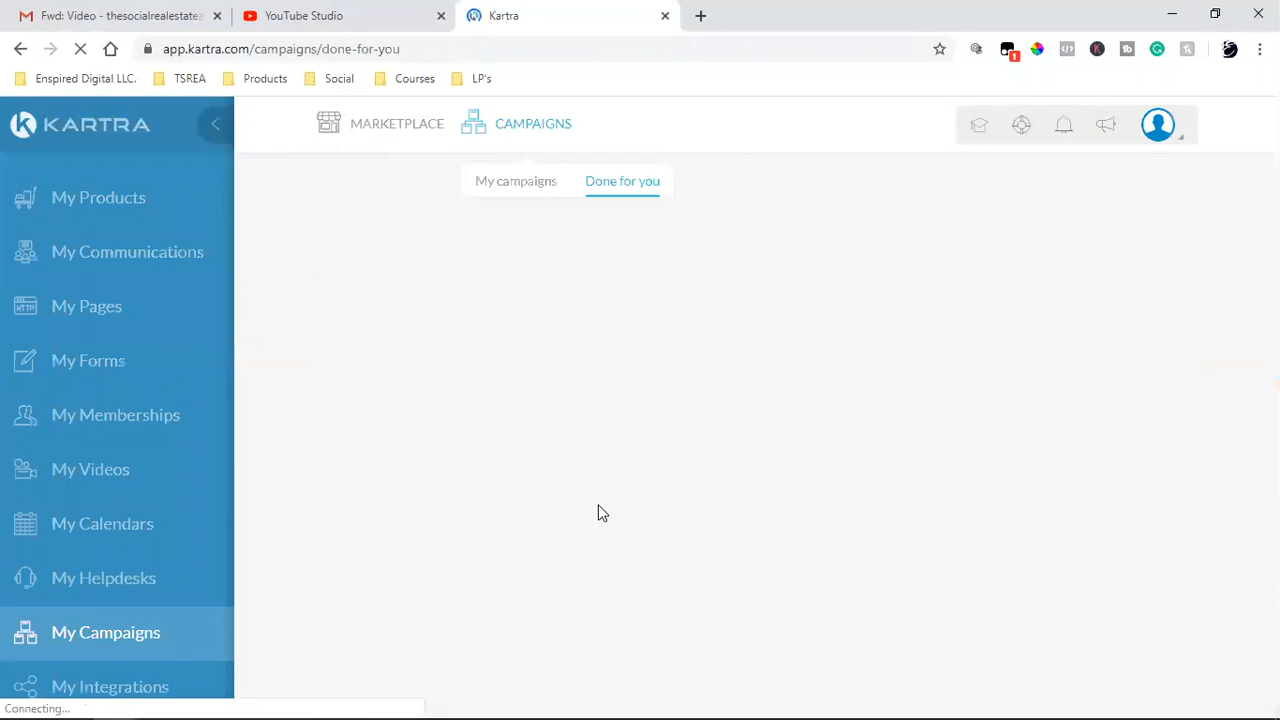 Fwd: Video - thesocialrealestate
YouTube Studio
Kartra
app.kartra.com/campaigns/done-for-you
1
Enspired Digital LLC.
TSREA
Products
Social
Courses
LP's
KARTRA
MARKETPLACE
CAMPAIGNS
My campaigns
Done for you
My Products
My Communications
HTTP
My Pages
My Forms
My Memberships
My Videos
My Calendars
My Helpdesks
My Campaigns
My Integrations
Connecting...